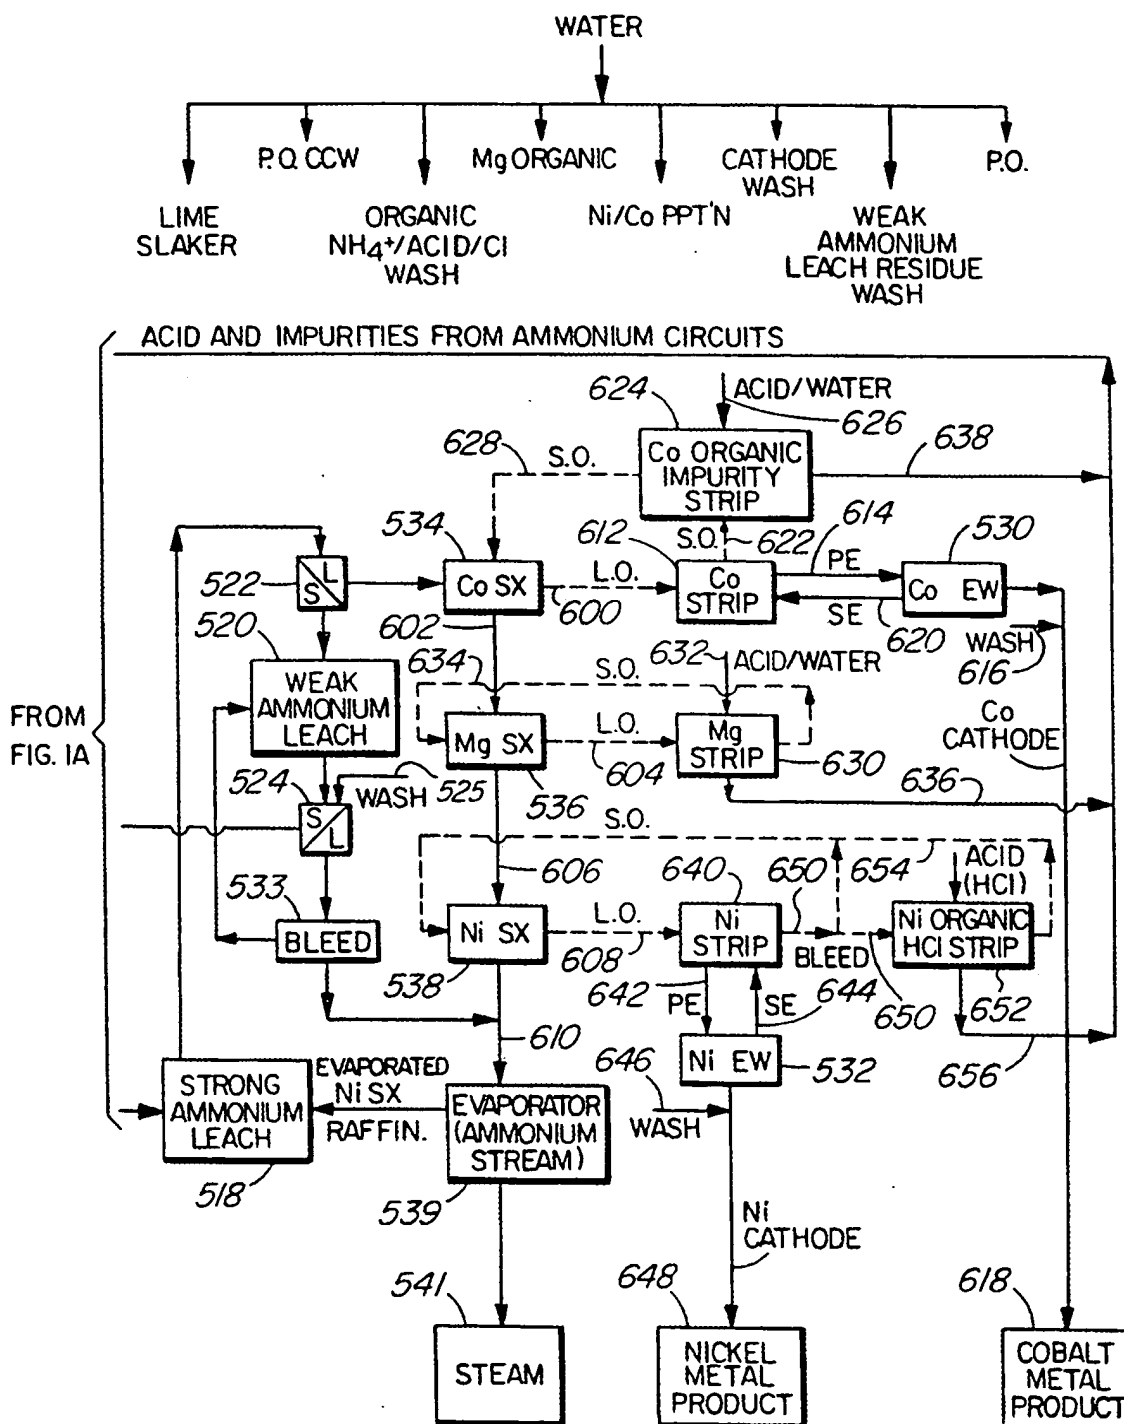 WATER
P.O. CCW
Mg ORGANIC
CATHODE
WASH
P.O.
LIME
SLAKER
ORGANIC
NH4+/ACID/Cl
WASH
Ni/Co PPT'N
WEAK
AMMONIUM
LEACH RESIDUE
WASH
ACID AND IMPURITIES FROM AMMONIUM CIRCUITS
624
ACID/WATER
626
628
S.O.
Co ORGANIC
IMPURITY
STRIP
638
534
612
S.O.
622
614
530
522
S/L
Co SX
L.O.
600
Co
STRIP
PE
SE
Co EW
620
WASH
616
520
602
634
S.O.
632
ACID/WATER
WEAK
AMMONIUM
LEACH
FROM
FIG. 1A
Mg SX
L.O.
604
Mg
STRIP
630
Co
CATHODE
524
WASH
525
536
636
S/L
S.O.
606
640
650
654
ACID
(HCl)
533
BLEED
Ni SX
L.O.
608
Ni
STRIP
BLEED
Ni ORGANIC
HCl STRIP
538
642
PE
SE
644
650
652
610
Ni EW
532
656
646
WASH
STRONG
AMMONIUM
LEACH
EVAPORATED
Ni SX
RAFFIN.
EVAPORATOR
(AMMONIUM
STREAM)
518
539
Ni
CATHODE
541
648
618
STEAM
NICKEL
METAL
PRODUCT
COBALT
METAL
PRODUCT